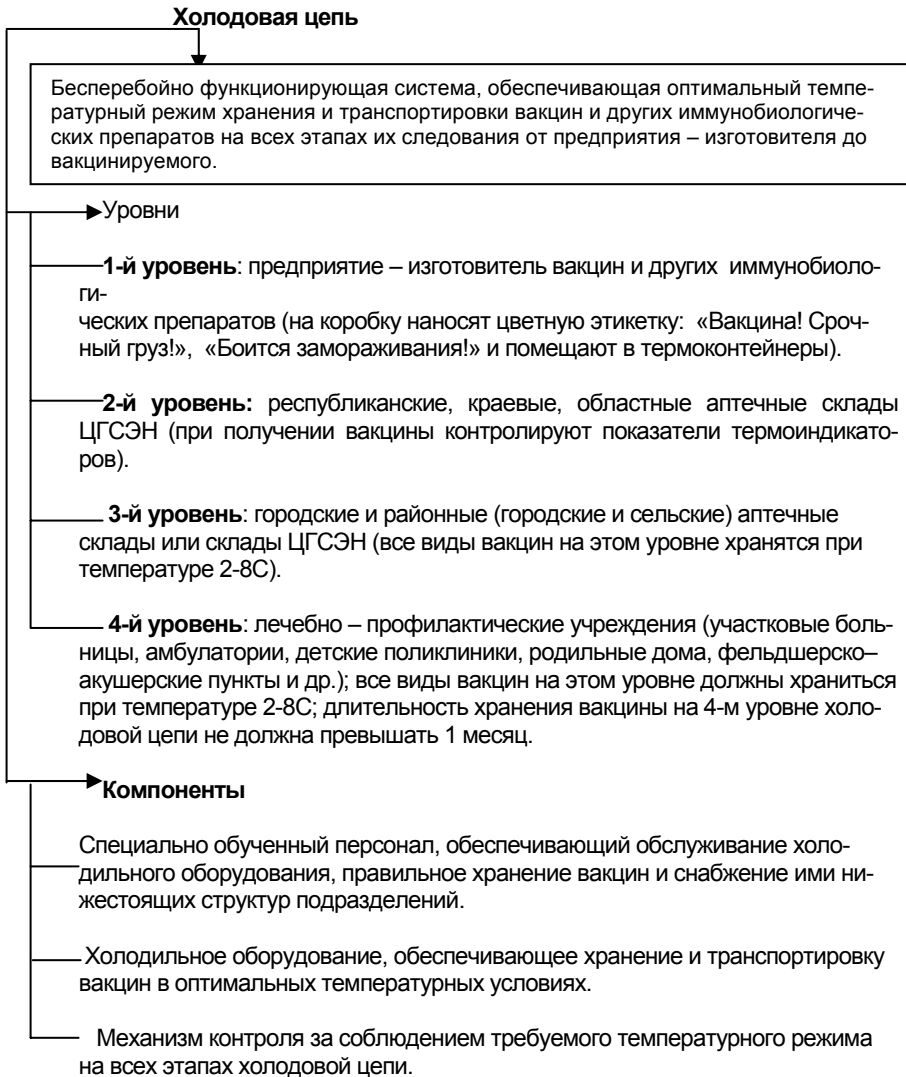 Холодовая цепь
Бесперебойно функционирующая система, обеспечивающая оптимальный темпе-
ратурный режим хранения и транспортировки вакцин и других иммунобиологиче-
ских препаратов на всех этапах их следования от предприятия – изготовителя до
вакцинируемого.
Уровни
1-й уровень: предприятие – изготовитель вакцин и других иммунобиоло-
ги-
ческих препаратов (на коробку наносят цветную этикетку: «Вакцина! Сроч-
ный груз!», «Боится замораживания!» и помещают в термоконтейнеры).
2-й уровень: республиканские, краевые, областные аптечные склады
ЦГСЭН (при получении вакцины контролируют показатели термоиндикато-
ров).
3-й уровень: городские и районные (городские и сельские) аптечные
склады или склады ЦГСЭН (все виды вакцин на этом уровне хранятся при
температуре 2-8С).
4-й уровень: лечебно – профилактические учреждения (участковые боль-
ницы, амбулатории, детские поликлиники, родильные дома, фельдшерско–
акушерские пункты и др.); все виды вакцин на этом уровне должны храниться
при температуре 2-8С; длительность хранения вакцины на 4-м уровне холо-
довой цепи не должна превышать 1 месяц.
Компоненты
Специально обученный персонал, обеспечивающий обслуживание холо-
дильного оборудования, правильное хранение вакцин и снабжение ими ни-
жестоящих структур подразделений.
Холодильное оборудование, обеспечивающее хранение и транспортировку
вакцин в оптимальных температурных условиях.
Механизм контроля за соблюдением требуемого температурного режима
на всех этапах холодовой цепи.